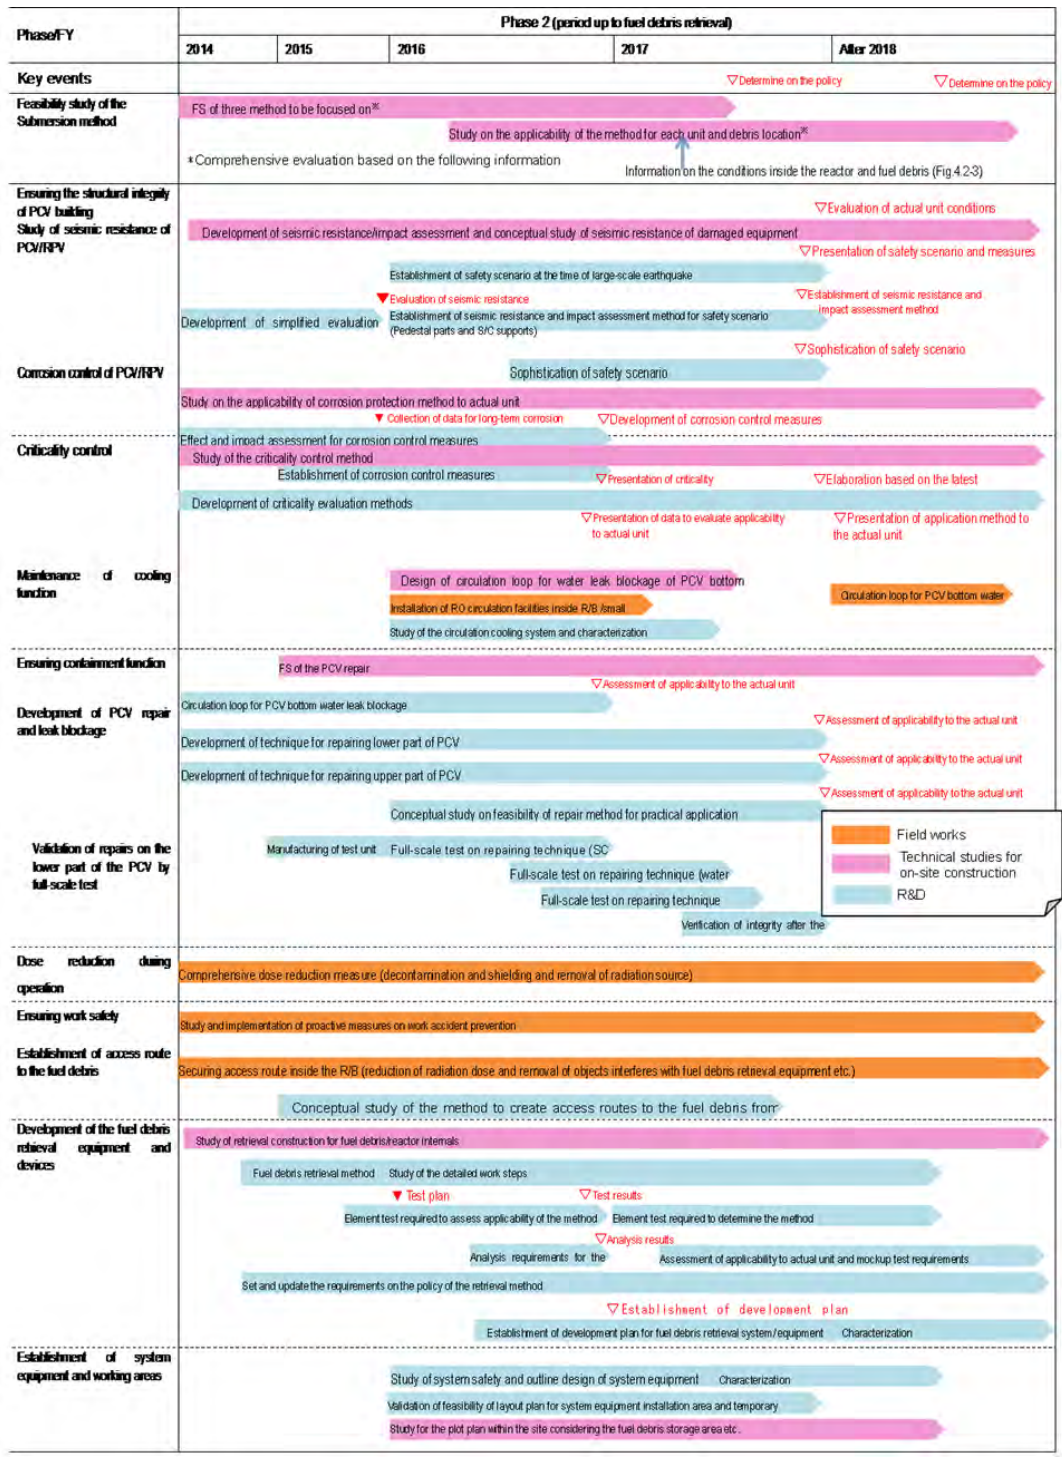 Phase/FY
Phase 2 (period up to fuel debris retrieval)
2014
2015
2016
2017
After 2018
Key events
▽Determine on the policy
▽Determine on the policy
Feasibility study of the
Submersion method
FS of three method to be focused on※
Study on the applicability of the method for each unit and debris location※
*Comprehensive evaluation based on the following information
Information on the conditions inside the reactor and fuel debris (Fig.4.2-3)
Ensuring the structural integrity
of PCV building
Study of seismic resistance of
PCV/RPV
▽Evaluation of actual unit conditions
Development of seismic resistance/impact assessment and conceptual study of seismic resistance of damaged equipment
▽Presentation of safety scenario and measures
Establishment of safety scenario at the time of large-scale earthquake
▼Evaluation of seismic resistance
▽Establishment of seismic resistance and
impact assessment method
Development of simplified evaluation
Establishment of seismic resistance and impact assessment method for safety scenario
(Pedestal parts and S/C supports)
▽Sophistication of safety scenario
Corrosion control of PCV/RPV
Sophistication of safety scenario
Study on the applicability of corrosion protection method to actual unit
▼ Collection of data for long-term corrosion
▽Development of corrosion control measures
Effect and impact assessment for corrosion control measures
Criticality control
Study of the criticality control method
Establishment of corrosion control measures
▽Presentation of criticality
▽Elaboration based on the latest
Development of criticality evaluation methods
▽Presentation of data to evaluate applicability
to actual unit
▽Presentation of application method to
the actual unit
Maintenance of cooling
function
Design of circulation loop for water leak blockage of PCV bottom
Circulation loop for PCV bottom water
Installation of RO circulation facilities inside R/B /small
Study of the circulation cooling system and characterization
Ensuring containment function
FS of the PCV repair
▽Assessment of applicability to the actual unit
Development of PCV repair
and leak blockage
Circulation loop for PCV bottom water leak blockage
▽Assessment of applicability to the actual unit
Development of technique for repairing lower part of PCV
▽Assessment of applicability to the actual unit
Development of technique for repairing upper part of PCV
▽Assessment of applicability to the actual unit
Conceptual study on feasibility of repair method for practical application
Field works
Technical studies for
on-site construction
R&D
Validation of repairs on the
lower part of the PCV by
full-scale test
Manufacturing of test unit
Full-scale test on repairing technique (SC
Full-scale test on repairing technique (water
Full-scale test on repairing technique
Verification of integrity after the
Dose reduction during
operation
Comprehensive dose reduction measure (decontamination and shielding and removal of radiation source)
Ensuring work safety
Study and implementation of proactive measures on work accident prevention
Establishment of access route
to the fuel debris
Securing access route inside the R/B (reduction of radiation dose and removal of objects interferes with fuel debris retrieval equipment etc.)
Conceptual study of the method to create access routes to the fuel debris from
Development of the fuel debris
retrieval equipment and
devices
Study of retrieval construction for fuel debris/reactor internals
Fuel debris retrieval method
Study of the detailed work steps
▼ Test plan
▽Test results
Element test required to assess applicability of the method
Element test required to determine the method
▽Analysis results
Analysis requirements for the
Assessment of applicability to actual unit and mockup test requirements
Set and update the requirements on the policy of the retrieval method
▽Establishment of development plan
Establishment of development plan for fuel debris retrieval system/equipment
Characterization
Establishment of system
equipment and working areas
Study of system safety and outline design of system equipment
Characterization
Validation of feasibility of layout plan for system equipment installation area and temporary
Study for the plot plan within the site considering the fuel debris storage area etc.